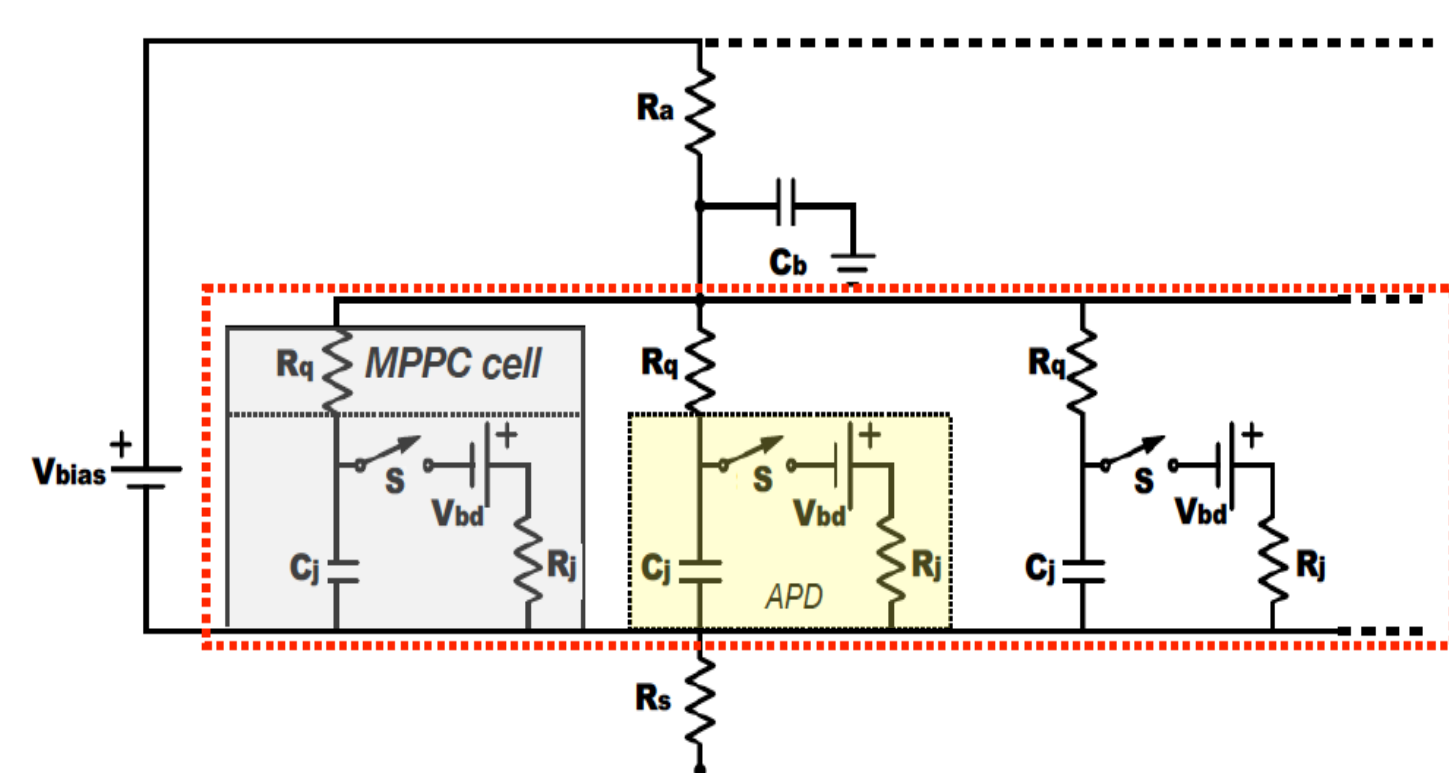 Ra
Cb
Rq MPPC cell
Rq
Rq
+
Vbias
S
+
Vbd
Cj
Rj
S
+
Vbd
Cj
Rj
APD
S
+
Vbd
Cj
Rj
Rs